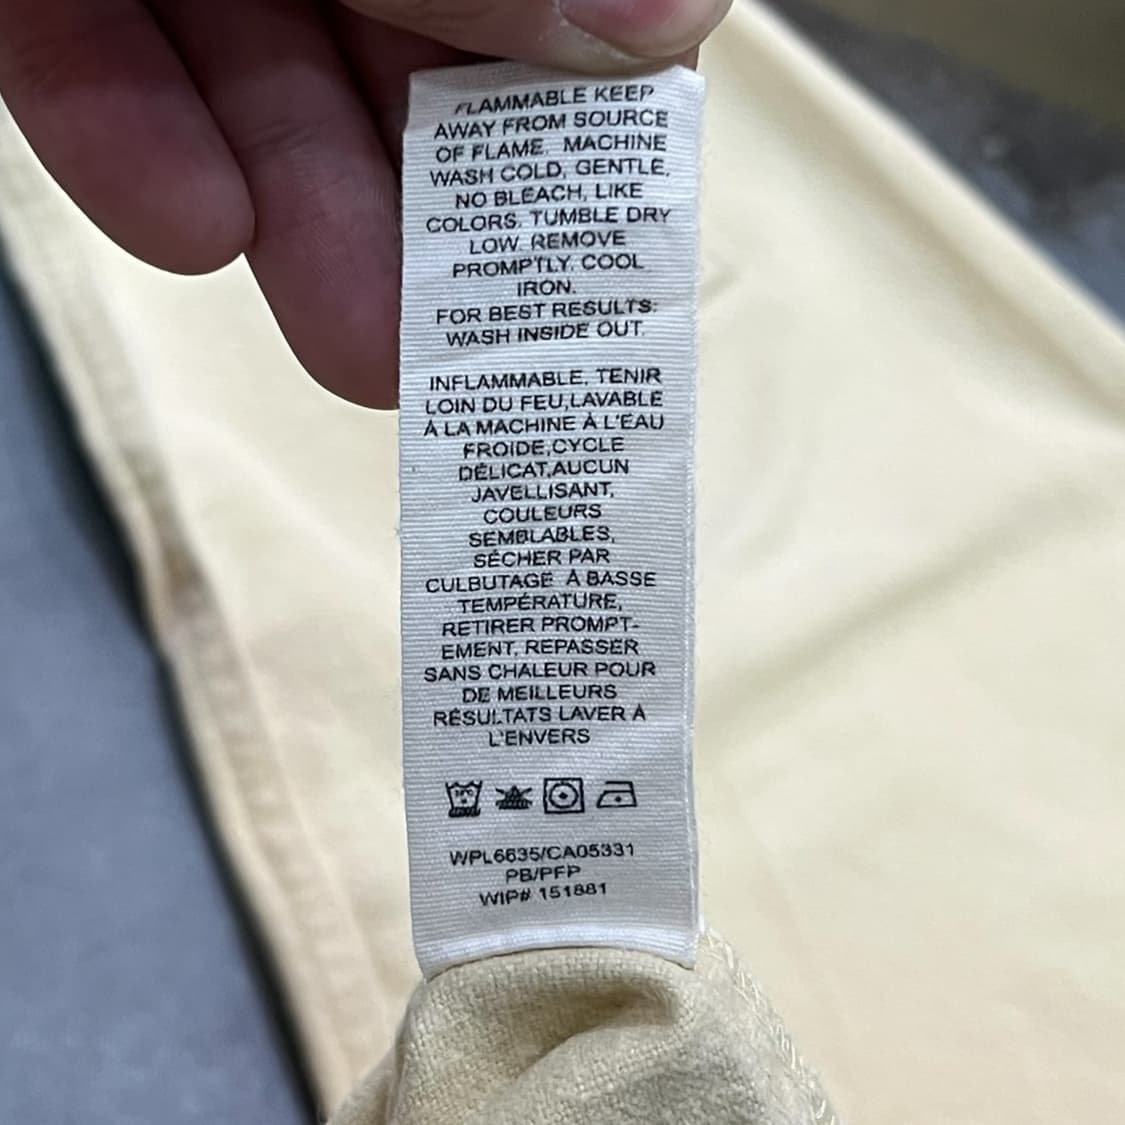 FLAMMABLE KEEP
AWAY FROM SOURCE
OF FLAME. MACHINE
WASH COLD, GENTLE,
NO BLEACH, LIKE
COLORS. TUMBLE DRY
LOW. REMOVE
PROMPTLY. COOL
IRON.
FOR BEST RESULTS:
WASH INSIDE OUT.
INFLAMMABLE, TENIR
LOIN DU FEU,LAVABLE
À LA MACHINE À L'EAU
FROIDE,CYCLE
DÉLICAT,AUCUN
JAVELLISANT,
COULEURS
SEMBLABLES,
SÉCHER PAR
CULBUTAGE À BASSE
TEMPÉRATURE,
RETIRER PROMPT-
EMENT, REPASSER
SANS CHALEUR POUR
DE MEILLEURS
RÉSULTATS LAVER À
L'ENVERS
WPL6635/CA05331
PB/PFP
WIP# 151881